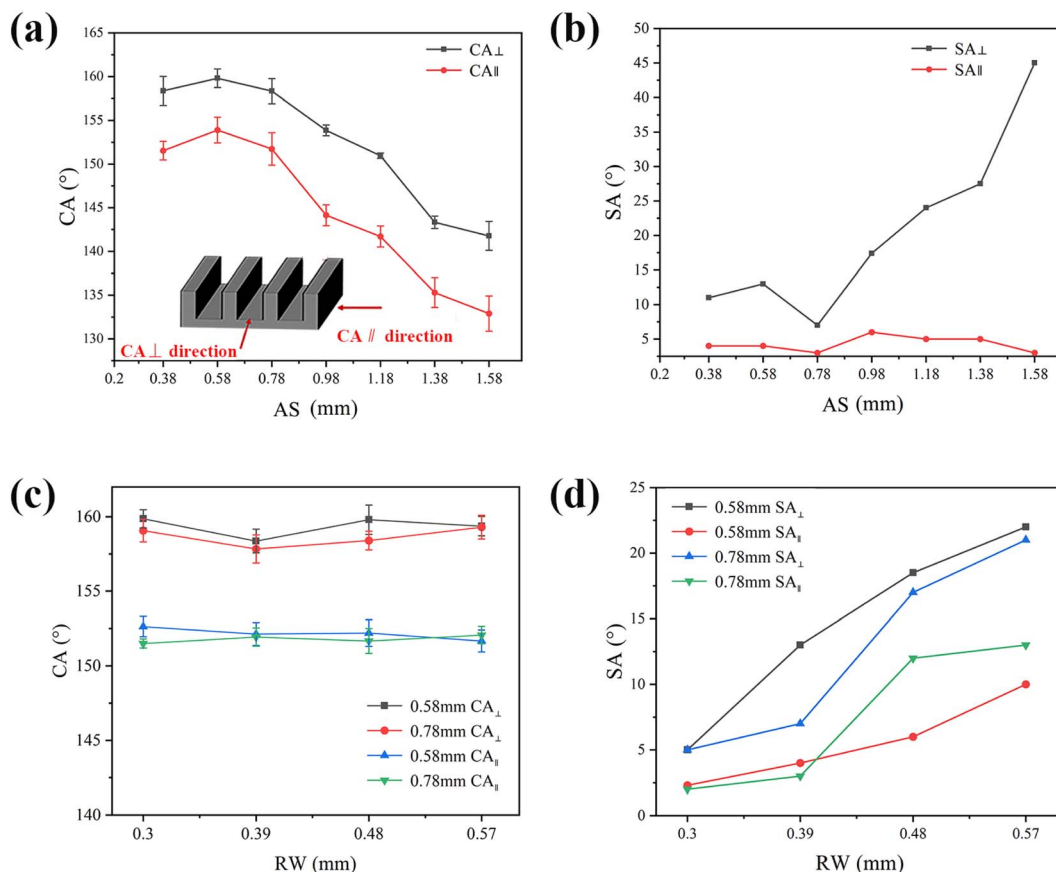 (a)
165
160
155
150
145
140
135
130
CA (°)
CA⊥
CA∥
CA⊥ direction
CA ∥ direction
0.2 0.38 0.58 0.78 0.98 1.18 1.38 1.58
AS (mm)
(b)
50
45
40
35
30
25
20
15
10
5
SA (°)
SA⊥
SA∥
0.2 0.38 0.58 0.78 0.98 1.18 1.38 1.58
AS (mm)
(c)
160
155
150
145
140
CA (°)
0.58mm CA⊥
0.78mm CA⊥
0.58mm CA∥
0.78mm CA∥
0.3 0.39 0.48 0.57
RW (mm)
(d)
25
20
15
10
5
0
SA (°)
0.58mm SA⊥
0.58mm SA∥
0.78mm SA⊥
0.78mm SA∥
0.3 0.39 0.48 0.57
RW (mm)